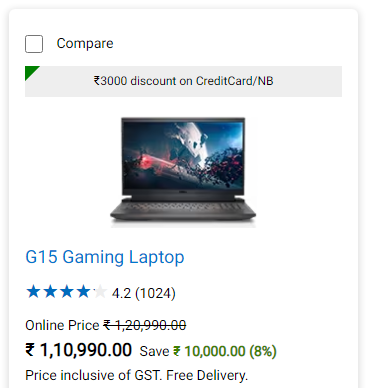 Compare
₹3000 discount on CreditCard/NB
G15 Gaming Laptop
4.2 (1024)
Online Price ₹ 1,20,990.00
₹ 1,10,990.00 Save ₹ 10,000.00 (8%)
Price inclusive of GST. Free Delivery.